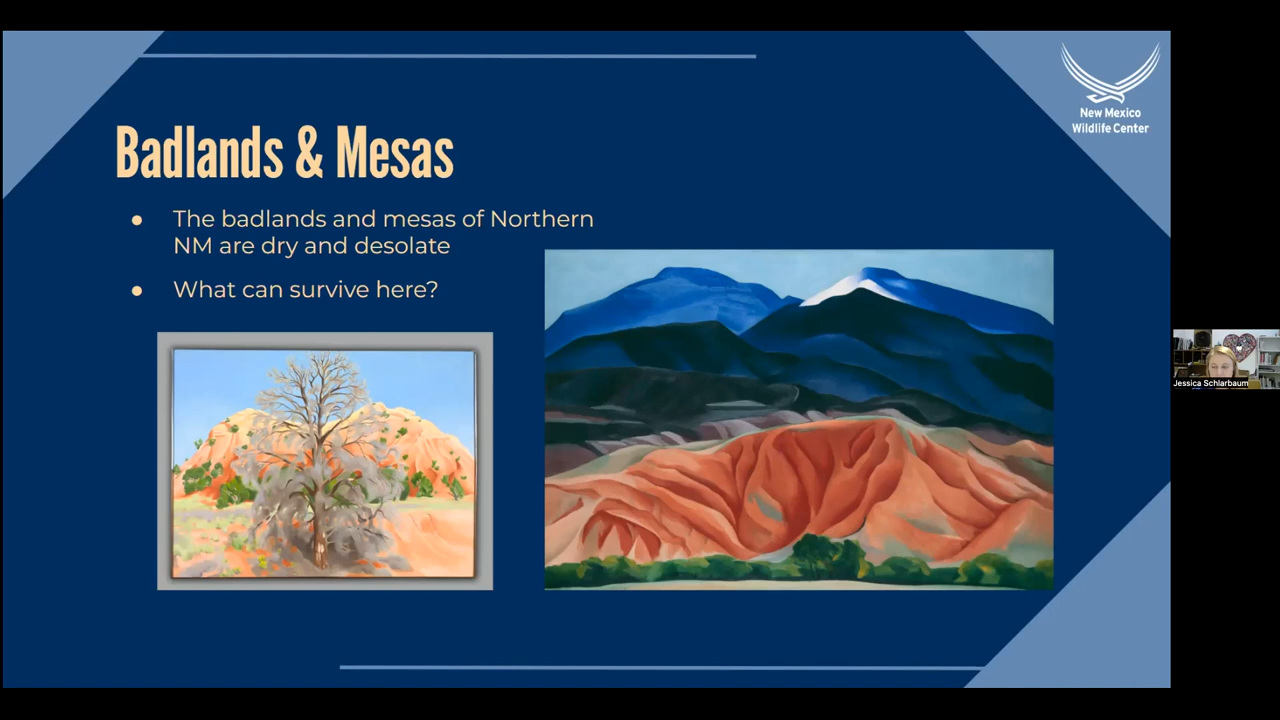 New Mexico
Wildlife Center
Badlands & Mesas
● The badlands and mesas of Northern
NM are dry and desolate
● What can survive here?
Jessica Schlarbaum